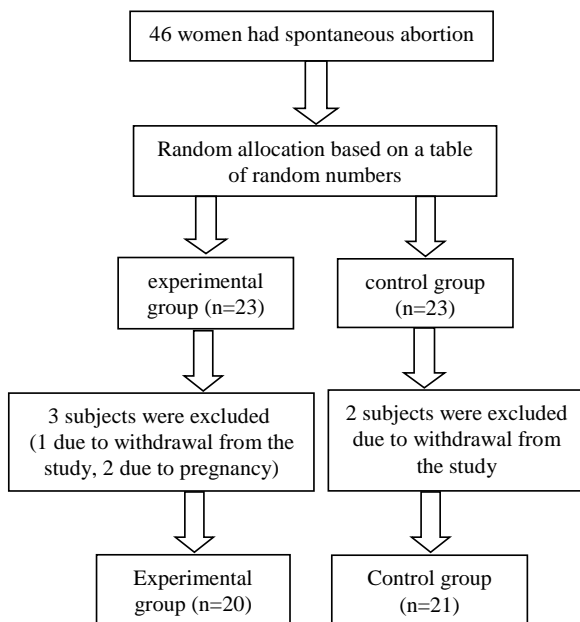 46 women had spontaneous abortion
Random allocation based on a table
of random numbers
experimental
group (n=23)
control group
(n=23)
3 subjects were excluded
(1 due to withdrawal from the
study, 2 due to pregnancy)
2 subjects were excluded
due to withdrawal from
the study
Experimental
group (n=20)
Control group
(n=21)